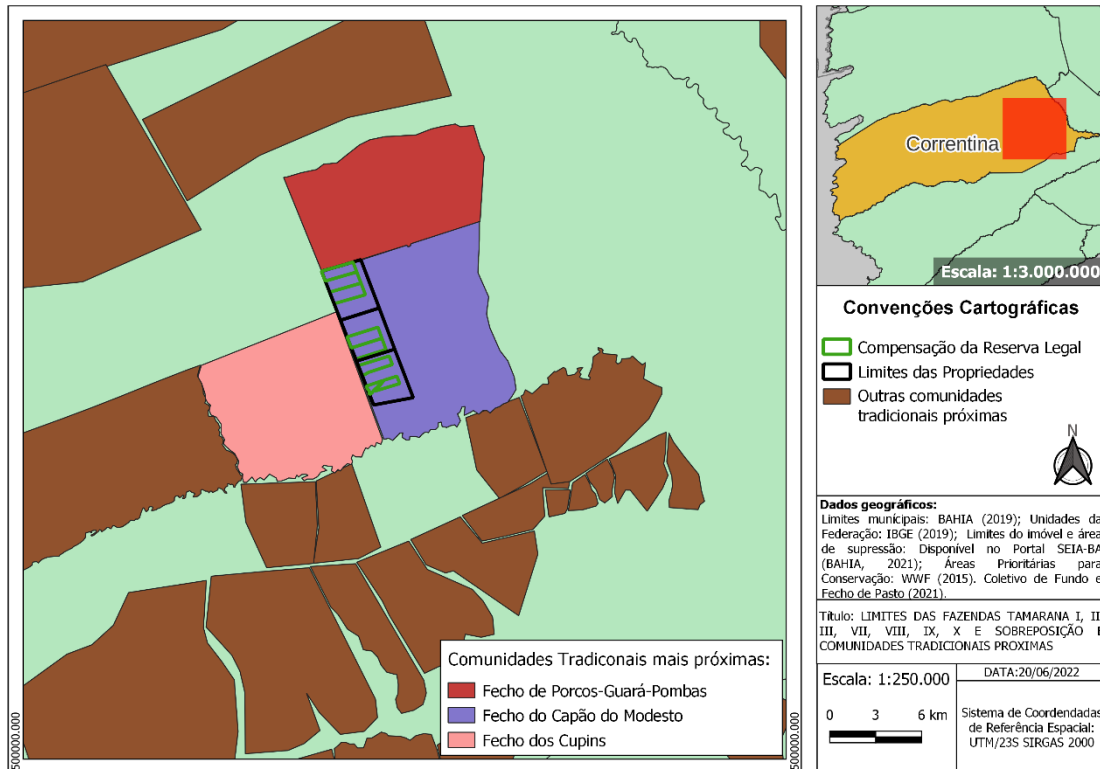 Correntina
Escala: 1:3.000.000
Convenções Cartográficas
Compensação da Reserva Legal
Limites das Propriedades
Outras comunidades
tradicionais próximas
N
Dados geográficos:
Limites municipais: BAHIA (2019); Unidades da
Federação: IBGE (2019); Limites do imóvel e área
de supressão: Disponível no Portal SEIA-BA
(BAHIA, 2021); Áreas Prioritárias para
Conservação: WWF (2015). Coletivo de Fundo e
Fecho de Pasto (2021).
Título: LIMITES DAS FAZENDAS TAMARANA I, II,
III, VII, VIII, IX, X E SOBREPOSIÇÃO E
COMUNIDADES TRADICIONAIS PROXIMAS
Escala: 1:250.000
0 3 6 km
DATA:20/06/2022
Sistema de Coordendadas
de Referência Espacial:
UTM/23S SIRGAS 2000
Comunidades Tradiconais mais próximas:
Fecho de Porcos-Guará-Pombas
Fecho do Capão do Modesto
Fecho dos Cupins
500000.000
500000.000